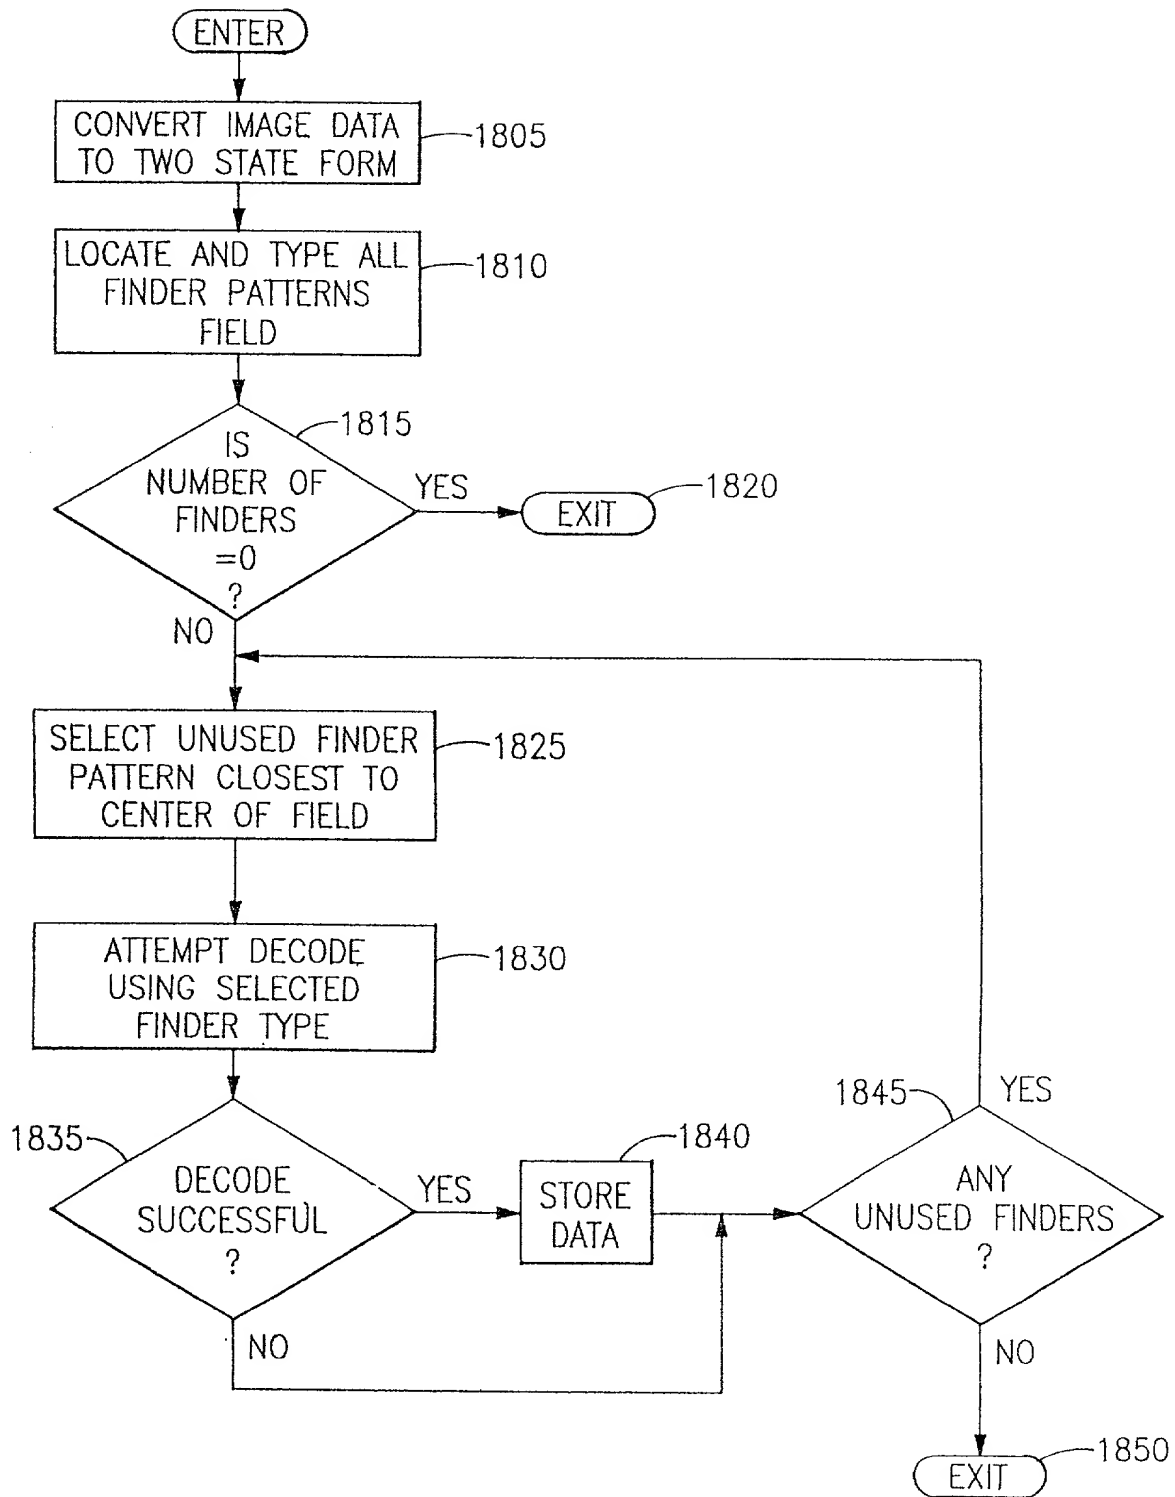 ENTER
CONVERT IMAGE DATA
TO TWO STATE FORM
1805
LOCATE AND TYPE ALL
FINDER PATTERNS
FIELD
1810
IS
NUMBER OF
FINDERS
=0
?
1815
YES
EXIT
1820
NO
SELECT UNUSED FINDER
PATTERN CLOSEST TO
CENTER OF FIELD
1825
ATTEMPT DECODE
USING SELECTED
FINDER TYPE
1830
1835
DECODE
SUCCESSFUL
?
YES
NO
1840
STORE
DATA
1845
YES
ANY
UNUSED FINDERS
?
NO
EXIT
1850